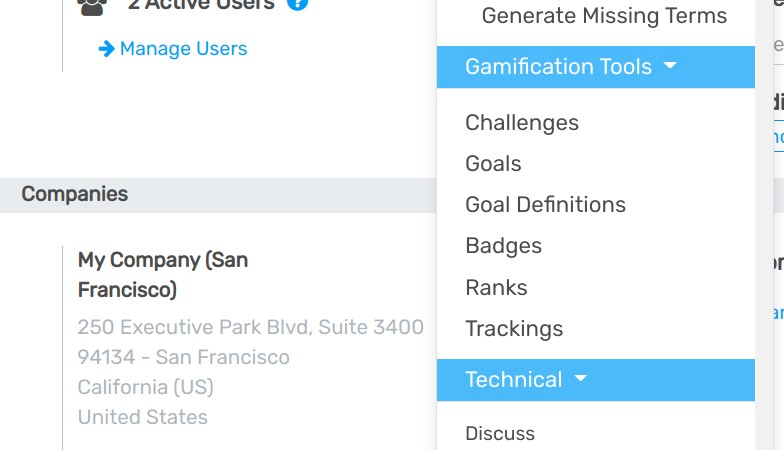 2 Active Users
Manage Users
Companies
My Company (San
Francisco)
250 Executive Park Blvd, Suite 3400
94134 - San Francisco
California (US)
United States
Generate Missing Terms
Gamification Tools
Challenges
Goals
Goal Definitions
Badges
Ranks
Trackings
Technical
Discuss